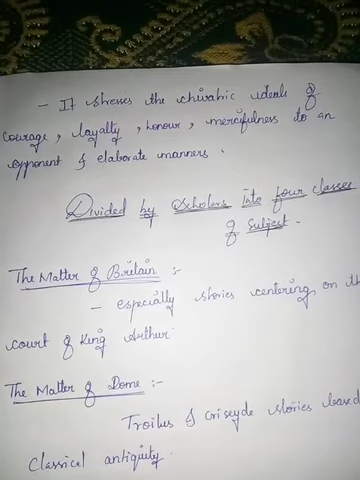 - It stresses the chivalric ideals of
courage, loyalty, honour, mercifulness to an
opponent & elaborate manners.
Divided by Scholars Into four classes
of Subject -
The Matter of Britain :-
- especially stories centering on th
court of King Arthur
The Matter of Rome :-
Troilus & Criseyde stories based
Classical antiquity.